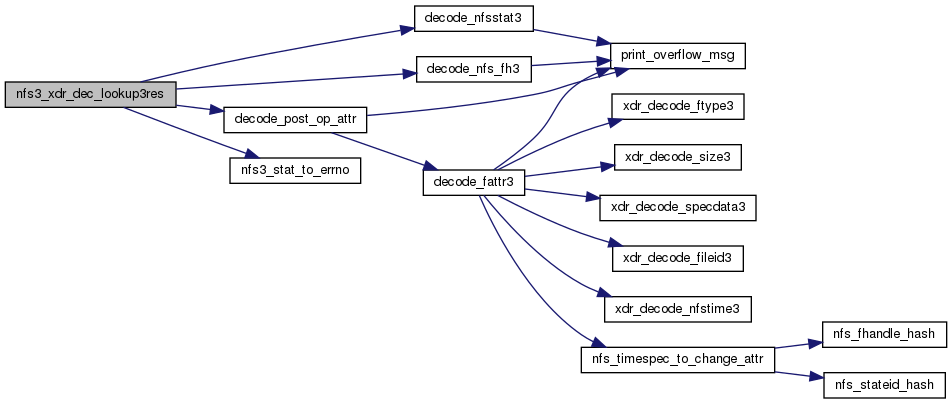 decode_nfsstat3
print_overflow_msg
decode_nfs_fh3
nfs3_xdr_dec_lookup3res
xdr_decode_ftype3
decode_post_op_attr
xdr_decode_size3
nfs3_stat_to_errno
decode_fattr3
xdr_decode_specdata3
xdr_decode_fileid3
xdr_decode_nfstime3
nfs_fhandle_hash
nfs_timespec_to_change_attr
nfs_stateid_hash